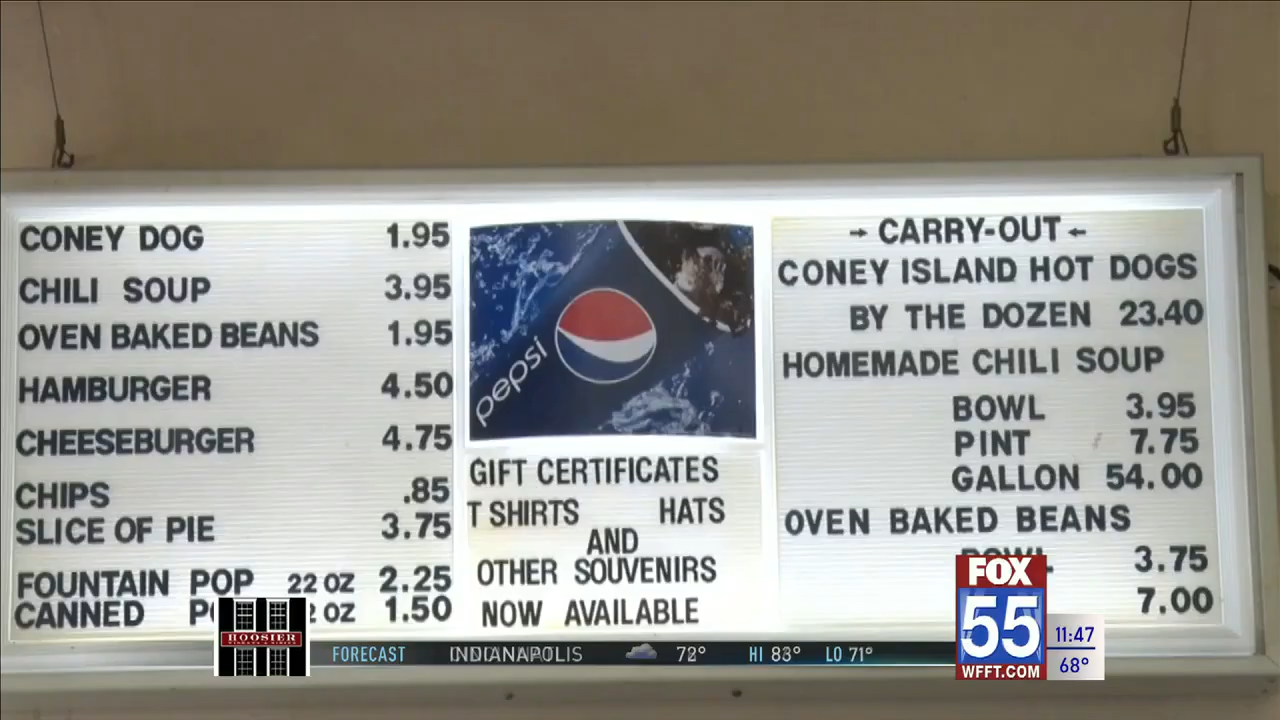 CONEY DOG 1.95
CHILI SOUP 3.95
OVEN BAKED BEANS 1.95
HAMBURGER 4.50
CHEESEBURGER 4.75
CHIPS .85
SLICE OF PIE 3.75
FOUNTAIN POP 22 OZ 2.25
CANNED OZ 1.50
pepsi
GIFT CERTIFICATES
T SHIRTS HATS
AND
OTHER SOUVENIRS
NOW AVAILABLE
→ CARRY-OUT ←
CONEY ISLAND HOT DOGS
BY THE DOZEN 23.40
HOMEMADE CHILI SOUP
BOWL 3.95
PINT 7.75
GALLON 54.00
OVEN BAKED BEANS
BOWL 3.75
7.00
HOOSIER
FORECAST INDIANAPOLIS 72° HI 83° LO 71°
FOX
55
WFFT.COM
11:47
68°